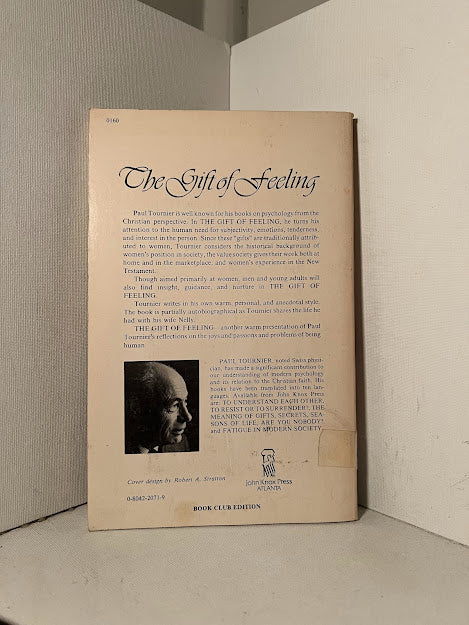 0160
The Gift of Feeling
Paul Tournier is well known for his books on psychology from the
Christian perspective. In THE GIFT OF FEELING, he turns his
attention to the human need for subjectivity, emotions, tenderness,
and interest in the person. Since these "gifts" are traditionally attrib-
uted to women, Tournier considers the historical background of
women's position in society, the value society gives their work both at
home and in the marketplace, and women's experience in the New
Testament.
Though aimed primarily at women, men and young adults will
also find insight, guidance, and nurture in THE GIFT OF
FEELING.
Tournier writes in his own warm, personal, and anecdotal style.
The book is partially autobiographical as Tournier shares the life he
had with his wife Nelly.
THE GIFT OF FEELING—another warm presentation of Paul
Tournier's reflections on the joys and passions and problems of being
human.
PAUL TOURNIER, noted Swiss physi-
cian, has made a significant contribution to
our understanding of modern psychology
and its relation to the Christian faith. His
books have been translated into ten lan-
guages. Available from John Knox Press
are: TO UNDERSTAND EACH OTHER,
TO RESIST OR TO SURRENDER?, THE
MEANING OF GIFTS, SECRETS, SEA-
SONS OF LIFE, ARE YOU NOBODY?
and FATIGUE IN MODERN SOCIETY
Cover design by Robert A. Stratton
John Knox Press
ATLANTA
0-8042-2071-9
BOOK CLUB EDITION